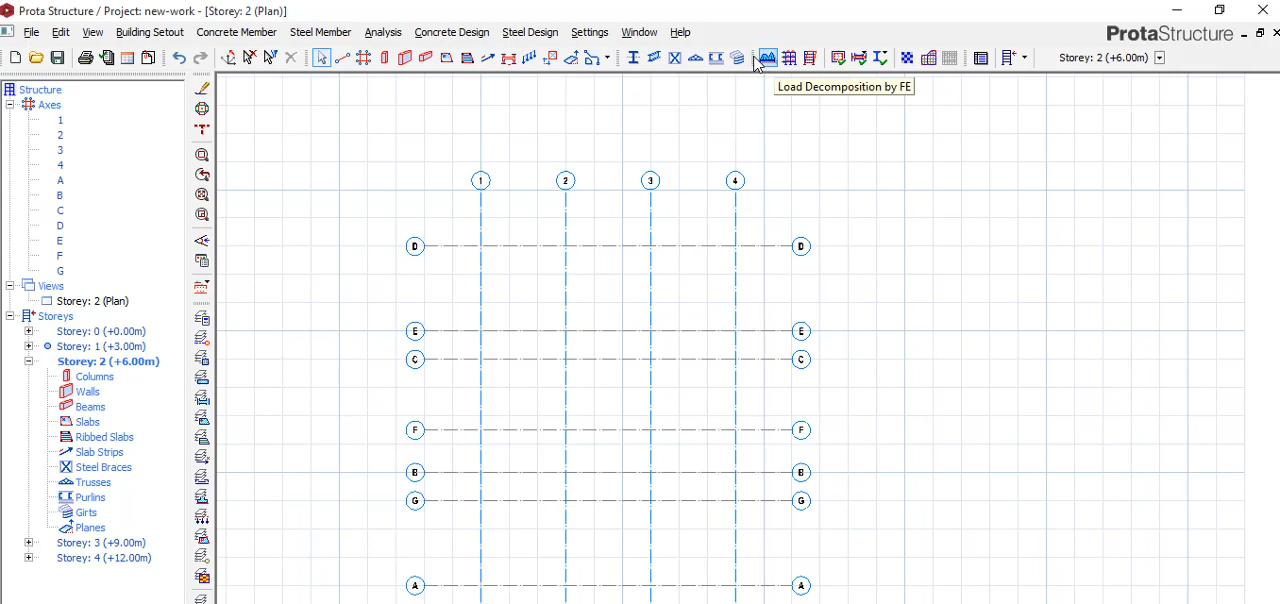 Prota Structure / Project: new-work - [Storey: 2 (Plan)]
File Edit View Building Setout Concrete Member Steel Member Analysis Concrete Design Steel Design Settings Window Help
ProtaStructure
Storey: 2 (+6.00m)
Load Decomposition by FE
Structure
Axes
1
2
3
4
A
B
C
D
E
F
G
Views
Storey: 2 (Plan)
Storeys
Storey: 0 (+0.00m)
Storey: 1 (+3.00m)
Storey: 2 (+6.00m)
Columns
Walls
Beams
Slabs
Ribbed Slabs
Slab Strips
Steel Braces
Trusses
Purlins
Girts
Planes
Storey: 3 (+9.00m)
Storey: 4 (+12.00m)
1 2 3 4
D D
E E
C C
F F
B B
G G
A A